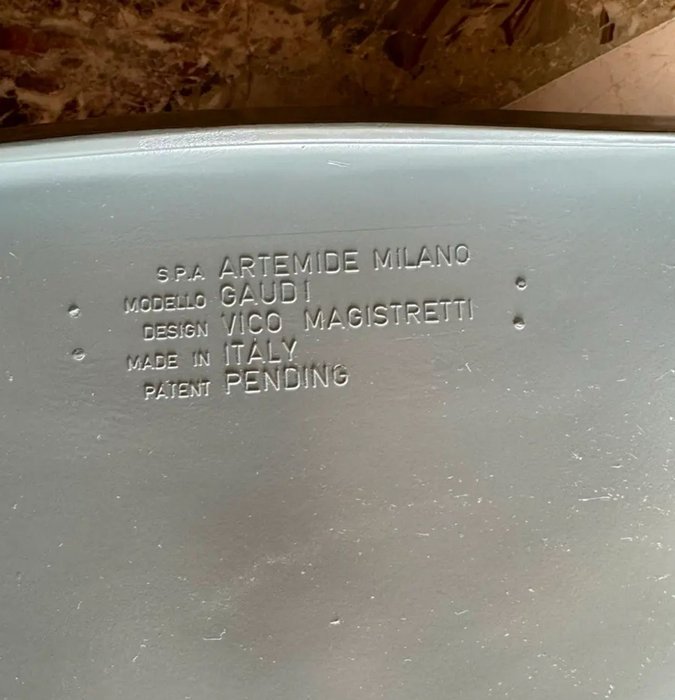 S.P.A ARTEMIDE MILANO
MODELLO GAUDI
DESIGN VICO MAGISTRETTI
MADE IN ITALY
PATENT PENDING